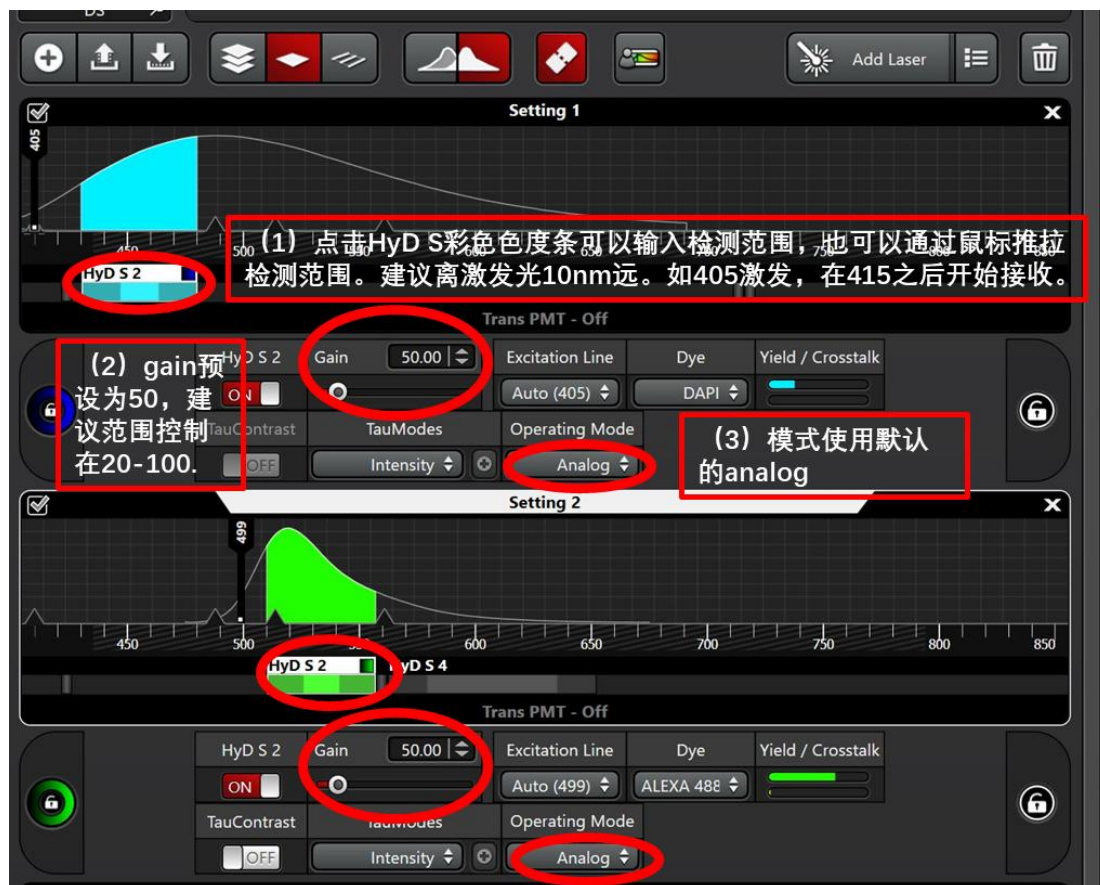 DS
Add Laser
Setting 1
405
(1) 点击HyD S彩色色度条可以输入检测范围,也可以通过鼠标推拉
检测范围。建议离激发光10nm远。如405激发,在415之后开始接收。
450 500 550 600 650 700 750 800 850
HyD S 2
Trans PMT - Off
(2) gain预
设为50,建
议范围控制
在20-100.
HyD S 2 Gain 50.00 Excitation Line Dye Yield / Crosstalk
ON Auto (405) DAPI
TauContrast TauModes Operating Mode
OFF Intensity Analog
(3) 模式使用默认
的analog
Setting 2
499
450 500 600 650 700 750 800 850
HyD S 2 HyD S 4
Trans PMT - Off
HyD S 2 Gain 50.00 Excitation Line Dye Yield / Crosstalk
ON Auto (499) ALEXA 488
TauContrast TauModes Operating Mode
OFF Intensity Analog